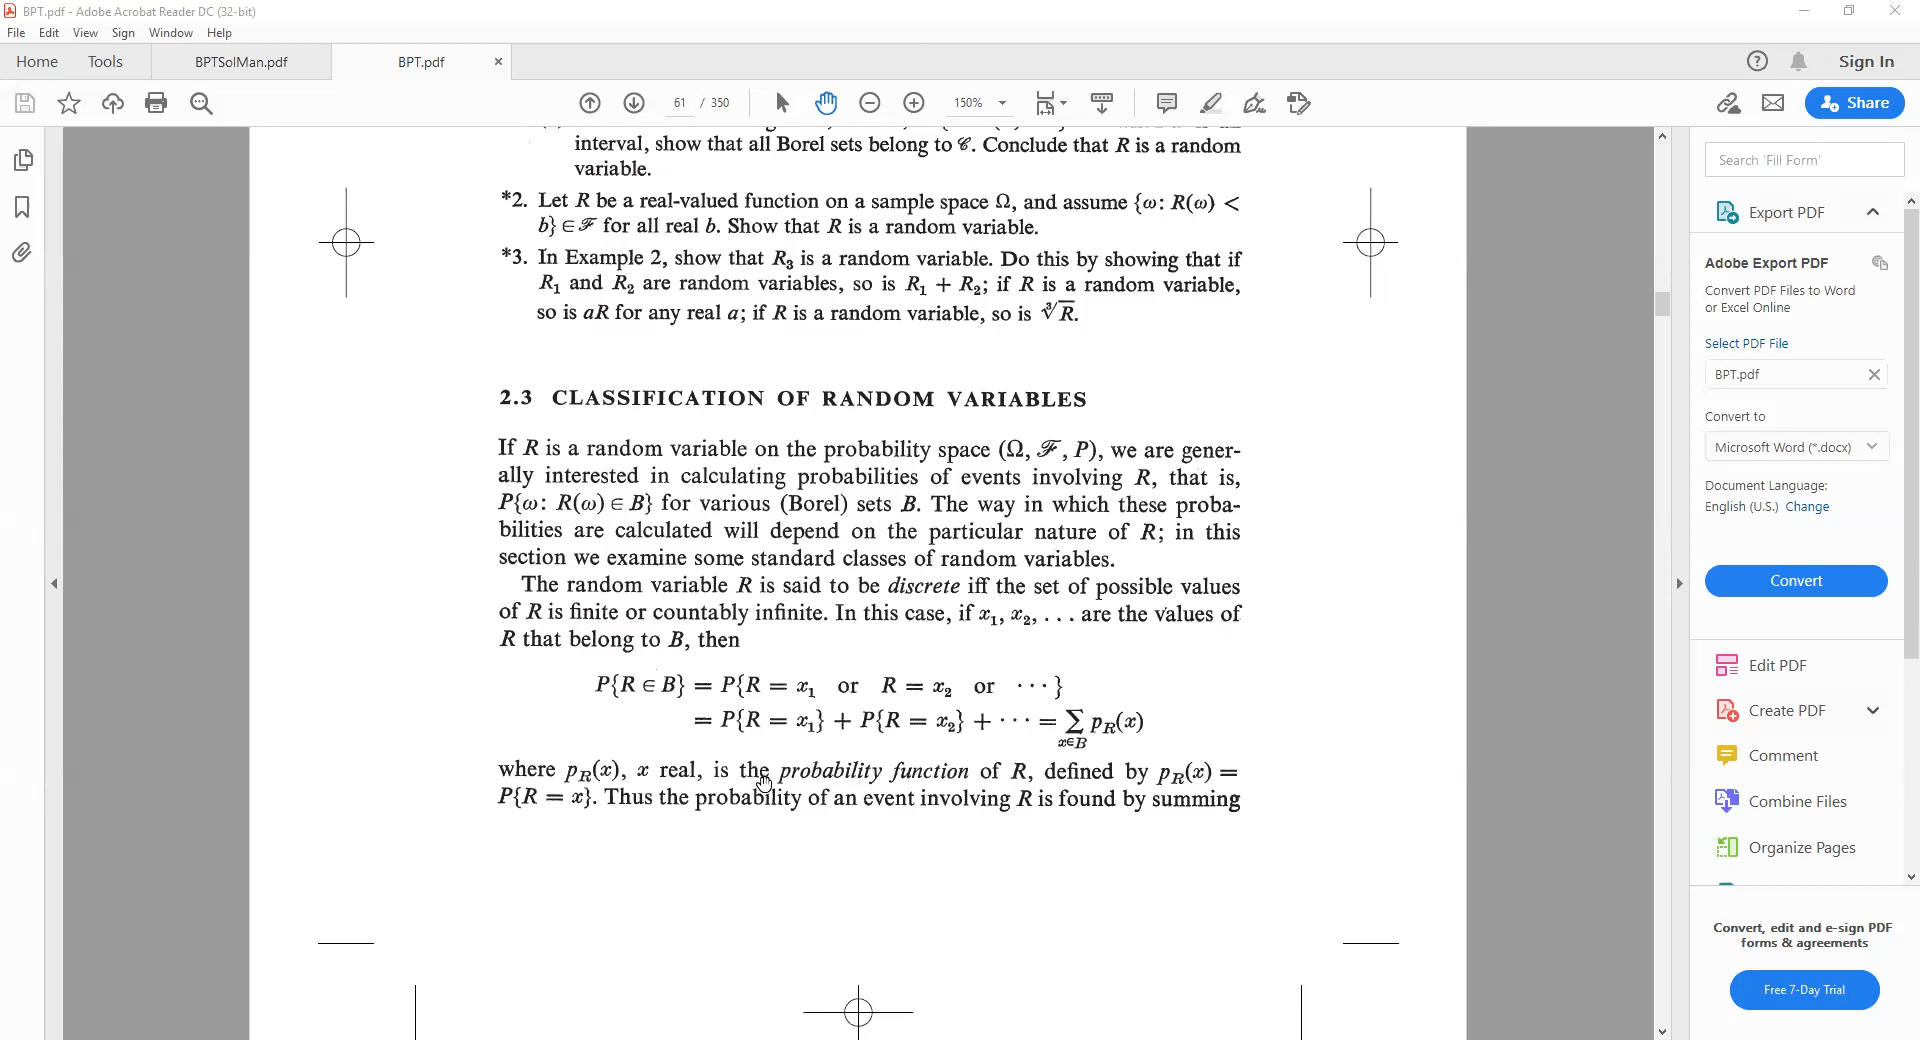 BPT.pdf - Adobe Acrobat Reader DC (32-bit)
File Edit View Sign Window Help
Home Tools BPTSolMan.pdf BPT.pdf × Sign In
61 / 350 150% Share
interval, show that all Borel sets belong to 𝒞. Conclude that R is a random
variable.
*2. Let R be a real-valued function on a sample space Ω, and assume {ω: R(ω) <
b} ∈ ℱ for all real b. Show that R is a random variable.
*3. In Example 2, show that R₃ is a random variable. Do this by showing that if
R₁ and R₂ are random variables, so is R₁ + R₂; if R is a random variable,
so is aR for any real a; if R is a random variable, so is ∛R.
2.3 CLASSIFICATION OF RANDOM VARIABLES
If R is a random variable on the probability space (Ω, ℱ, P), we are gener-
ally interested in calculating probabilities of events involving R, that is,
P{ω: R(ω) ∈ B} for various (Borel) sets B. The way in which these proba-
bilities are calculated will depend on the particular nature of R; in this
section we examine some standard classes of random variables.
The random variable R is said to be discrete iff the set of possible values
of R is finite or countably infinite. In this case, if x₁, x₂, . . . are the values of
R that belong to B, then
P{R ∈ B} = P{R = x₁ or R = x₂ or · · ·}
= P{R = x₁} + P{R = x₂} + · · · = ∑ p_R(x)
x∈B
where p_R(x), x real, is the probability function of R, defined by p_R(x) =
P{R = x}. Thus the probability of an event involving R is found by summing
Search 'Fill Form'
Export PDF
Adobe Export PDF
Convert PDF Files to Word
or Excel Online
Select PDF File
BPT.pdf
Convert to
Microsoft Word (*.docx)
Document Language:
English (U.S.) Change
Convert
Edit PDF
Create PDF
Comment
Combine Files
Organize Pages
Convert, edit and e-sign PDF
forms & agreements
Free 7-Day Trial